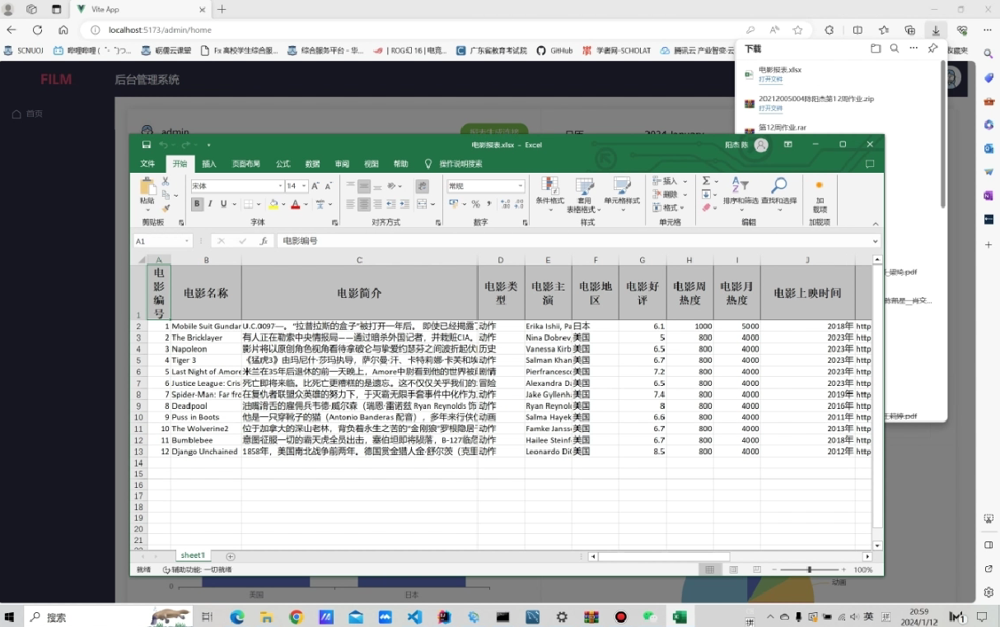 Vite App
localhost:5173/admin/home
SCNUOJ
砺儒云课堂
Fx 高校学生综合服...
综合服务平台 · 华...
广东省教育考试院
GitHub
学者网-SCHOLAT
腾讯云 产业智变·云
下载
电影报表.xlsx
打开文件
20212005004陈阳杰第12周作业.zip
打开文件
第12周作业.rar
FILM
后台管理系统
首页
admin
日历
2024 January
电影报表.xlsx - Excel
阳杰 陈
文件 开始 插入 页面布局 公式 数据 审阅 视图 帮助 操作说明搜索
粘贴
宋体
14
常规
条件格式
套用
表格格式
单元格样式
插入
删除
格式
排序和筛选
查找和选择
加
载项
剪贴板 字体 对齐方式 数字 样式 单元格 编辑 加载项
A1
电影编号
A B C D E F G H I J
1 电影编号 电影名称 电影简介 电影类型 电影主演 电影地区 电影好评 电影周热度 电影月热度 电影上映时间
2 1 Mobile Suit Gundar U.C.0097—。“拉普拉斯的盒子”被打开一年后。 即使已经揭露 动作 Erika Ishii, Pa 日本 6.1 1000 5000 2018年 http
3 2 The Bricklayer 有人正在勒索中央情报局——通过暗杀外国记者，并栽赃CIA。 动作 Nina Dobrev, 美国 5 800 4000 2023年 http
4 3 Napoleon 影片将以原创角色视角看待拿破仑与挚爱约瑟芬之间波折起伏 历史 Vanessa Kirb 美国 6.5 800 4000 2023年 http
5 4 Tiger 3 《猛虎3》由玛尼什·莎玛执导，萨尔曼·汗、卡特莉娜·卡芙和埃 动作 Salman Khan 美国 6.7 800 4000 2023年 http
6 5 Last Night of Amore 米兰在35年后退休的前一天晚上，Amore中尉看到他的世界被 剧情 Pierfrancesc 美国 7.2 800 4000 2023年 http
7 6 Justice League: Cris 死亡即将来临。比死亡更糟糕的是遗忘。这不仅仅关乎我们的 冒险 Alexandra Da 美国 6.5 800 4000 2023年 http
8 7 Spider-Man: Far fro 在复仇者联盟众英雄的努力下，于灭霸无限手套事件中化作为 动作 Jake Gyllenh 美国 7.4 800 4000 2019年 http
9 8 Deadpool 油嘴滑舌的雇佣兵韦德·威尔森（瑞恩·雷诺兹 Ryan Reynolds 饰 动作 Ryan Reynol 美国 8 800 4000 2016年 http
10 9 Puss in Boots 他是一只穿靴子的猫（Antonio Banderas 配音），多年来行侠 动画 Salma Hayek 美国 6.6 800 4000 2011年 http
11 10 The Wolverine2 位于加拿大的深山老林，背负着永生之苦的“金刚狼”罗根隐居 动作 Famke Janss 美国 6.7 800 4000 2013年 http
12 11 Bumblebee 意图征服一切的霸天虎全员出击，塞伯坦即将陨落，B-127临危 动作 Hailee Steinf 美国 6.7 800 4000 2018年 http
13 12 Django Unchained 1858年，美国南北战争前两年。德国赏金猎人金·舒尔茨（克里 动作 Leonardo DiC 美国 8.5 800 4000 2012年 http
14
15
16
17
18
19
20
21
sheet1
就绪
辅助功能: 一切就绪
100%
0
美国
日本
动画
搜索
英
拼
20:59
2024/1/12